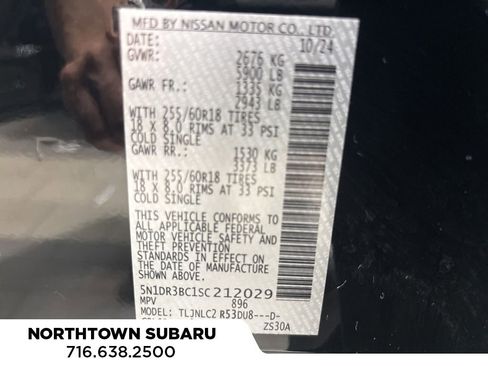 MFD BY NISSAN MOTOR CO., LTD.
DATE: 10/24
GVWR: 2676 KG
5900 LB
GAWR FR.: 1335 KG
2943 LB
WITH 255/60R18 TIRES
18 X 8.0 RIMS AT 33 PSI
COLD SINGLE
GAWR RR.: 1530 KG
3373 LB
WITH 255/60R18 TIRES
18 X 8.0 RIMS AT 33 PSI
COLD SINGLE
THIS VEHICLE CONFORMS TO
ALL APPLICABLE FEDERAL
MOTOR VEHICLE SAFETY AND
THEFT PREVENTION
STANDARDS IN EFFECT ON
THE DATE OF MANUFACTURE
SHOWN ABOVE.
5N1DR3BC1SC212029
MPV 896
MODEL: TLJNLC2 R53DU8---D-
ZS30A
NORTHTOWN SUBARU
716.638.2500